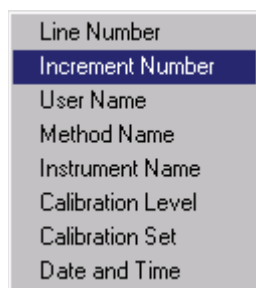 Line Number
Increment Number
User Name
Method Name
Instrument Name
Calibration Level
Calibration Set
Date and Time